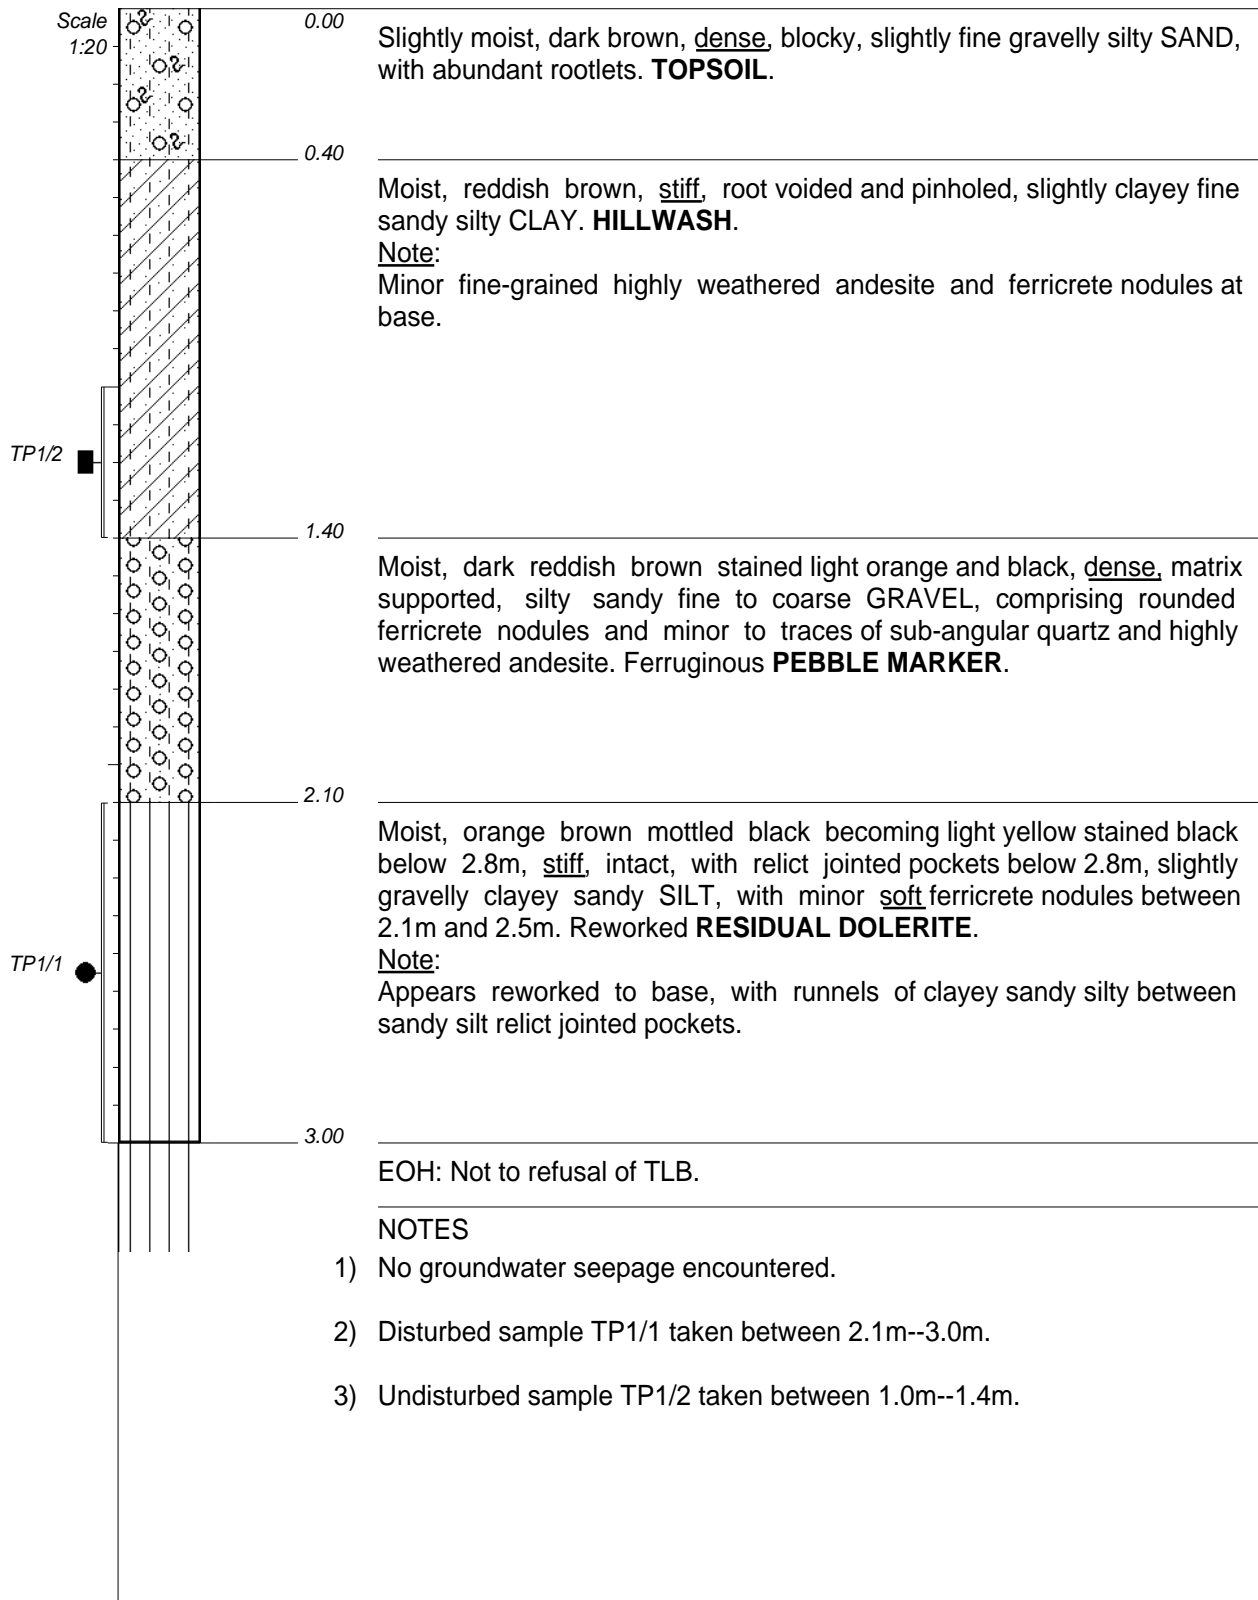 Scale
1:20
0.00
Slightly moist, dark brown, dense, blocky, slightly fine gravelly silty SAND,
with abundant rootlets. TOPSOIL.
0.40
Moist, reddish brown, stiff, root voided and pinholed, slightly clayey fine
sandy silty CLAY. HILLWASH.
Note:
Minor fine-grained highly weathered andesite and ferricrete nodules at
base.
TP1/2
1.40
Moist, dark reddish brown stained light orange and black, dense, matrix
supported, silty sandy fine to coarse GRAVEL, comprising rounded
ferricrete nodules and minor to traces of sub-angular quartz and highly
weathered andesite. Ferruginous PEBBLE MARKER.
2.10
Moist, orange brown mottled black becoming light yellow stained black
below 2.8m, stiff, intact, with relict jointed pockets below 2.8m, slightly
gravelly clayey sandy SILT, with minor soft ferricrete nodules between
2.1m and 2.5m. Reworked RESIDUAL DOLERITE.
TP1/1
Note:
Appears reworked to base, with runnels of clayey sandy silty between
sandy silt relict jointed pockets.
3.00
EOH: Not to refusal of TLB.
NOTES
1) No groundwater seepage encountered.
2) Disturbed sample TP1/1 taken between 2.1m--3.0m.
3) Undisturbed sample TP1/2 taken between 1.0m--1.4m.